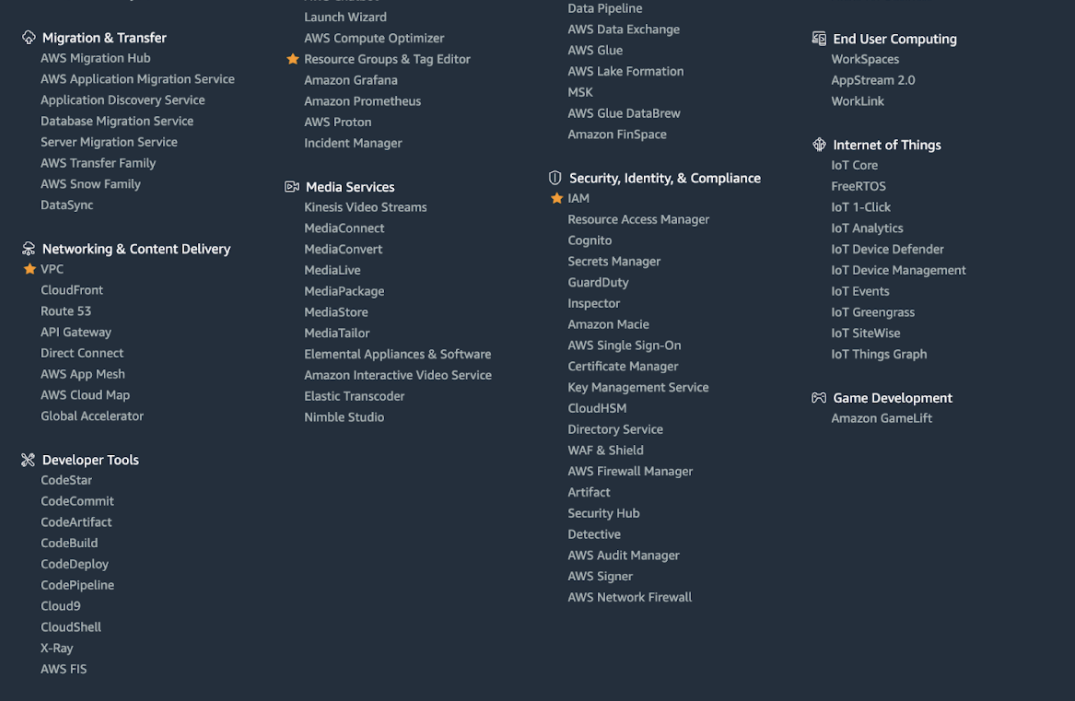 Migration & Transfer
AWS Migration Hub
AWS Application Migration Service
Application Discovery Service
Database Migration Service
Server Migration Service
AWS Transfer Family
AWS Snow Family
DataSync
Networking & Content Delivery
VPC
CloudFront
Route 53
API Gateway
Direct Connect
AWS App Mesh
AWS Cloud Map
Global Accelerator
Developer Tools
CodeStar
CodeCommit
CodeArtifact
CodeBuild
CodeDeploy
CodePipeline
Cloud9
CloudShell
X-Ray
AWS FIS
Launch Wizard
AWS Compute Optimizer
Resource Groups & Tag Editor
Amazon Grafana
Amazon Prometheus
AWS Proton
Incident Manager
Media Services
Kinesis Video Streams
MediaConnect
MediaConvert
MediaLive
MediaPackage
MediaStore
MediaTailor
Elemental Appliances & Software
Amazon Interactive Video Service
Elastic Transcoder
Nimble Studio
Data Pipeline
AWS Data Exchange
AWS Glue
AWS Lake Formation
MSK
AWS Glue DataBrew
Amazon FinSpace
Security, Identity, & Compliance
IAM
Resource Access Manager
Cognito
Secrets Manager
GuardDuty
Inspector
Amazon Macie
AWS Single Sign-On
Certificate Manager
Key Management Service
CloudHSM
Directory Service
WAF & Shield
AWS Firewall Manager
Artifact
Security Hub
Detective
AWS Audit Manager
AWS Signer
AWS Network Firewall
End User Computing
WorkSpaces
AppStream 2.0
WorkLink
Internet of Things
IoT Core
FreeRTOS
IoT 1-Click
IoT Analytics
IoT Device Defender
IoT Device Management
IoT Events
IoT Greengrass
IoT SiteWise
IoT Things Graph
Game Development
Amazon GameLift